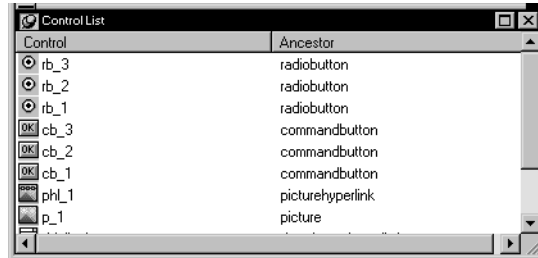 Control List
Control Ancestor
rb_3 radiobutton
rb_2 radiobutton
rb_1 radiobutton
OK cb_3 commandbutton
OK cb_2 commandbutton
OK cb_1 commandbutton
phl_1 picturehyperlink
p_1 picture